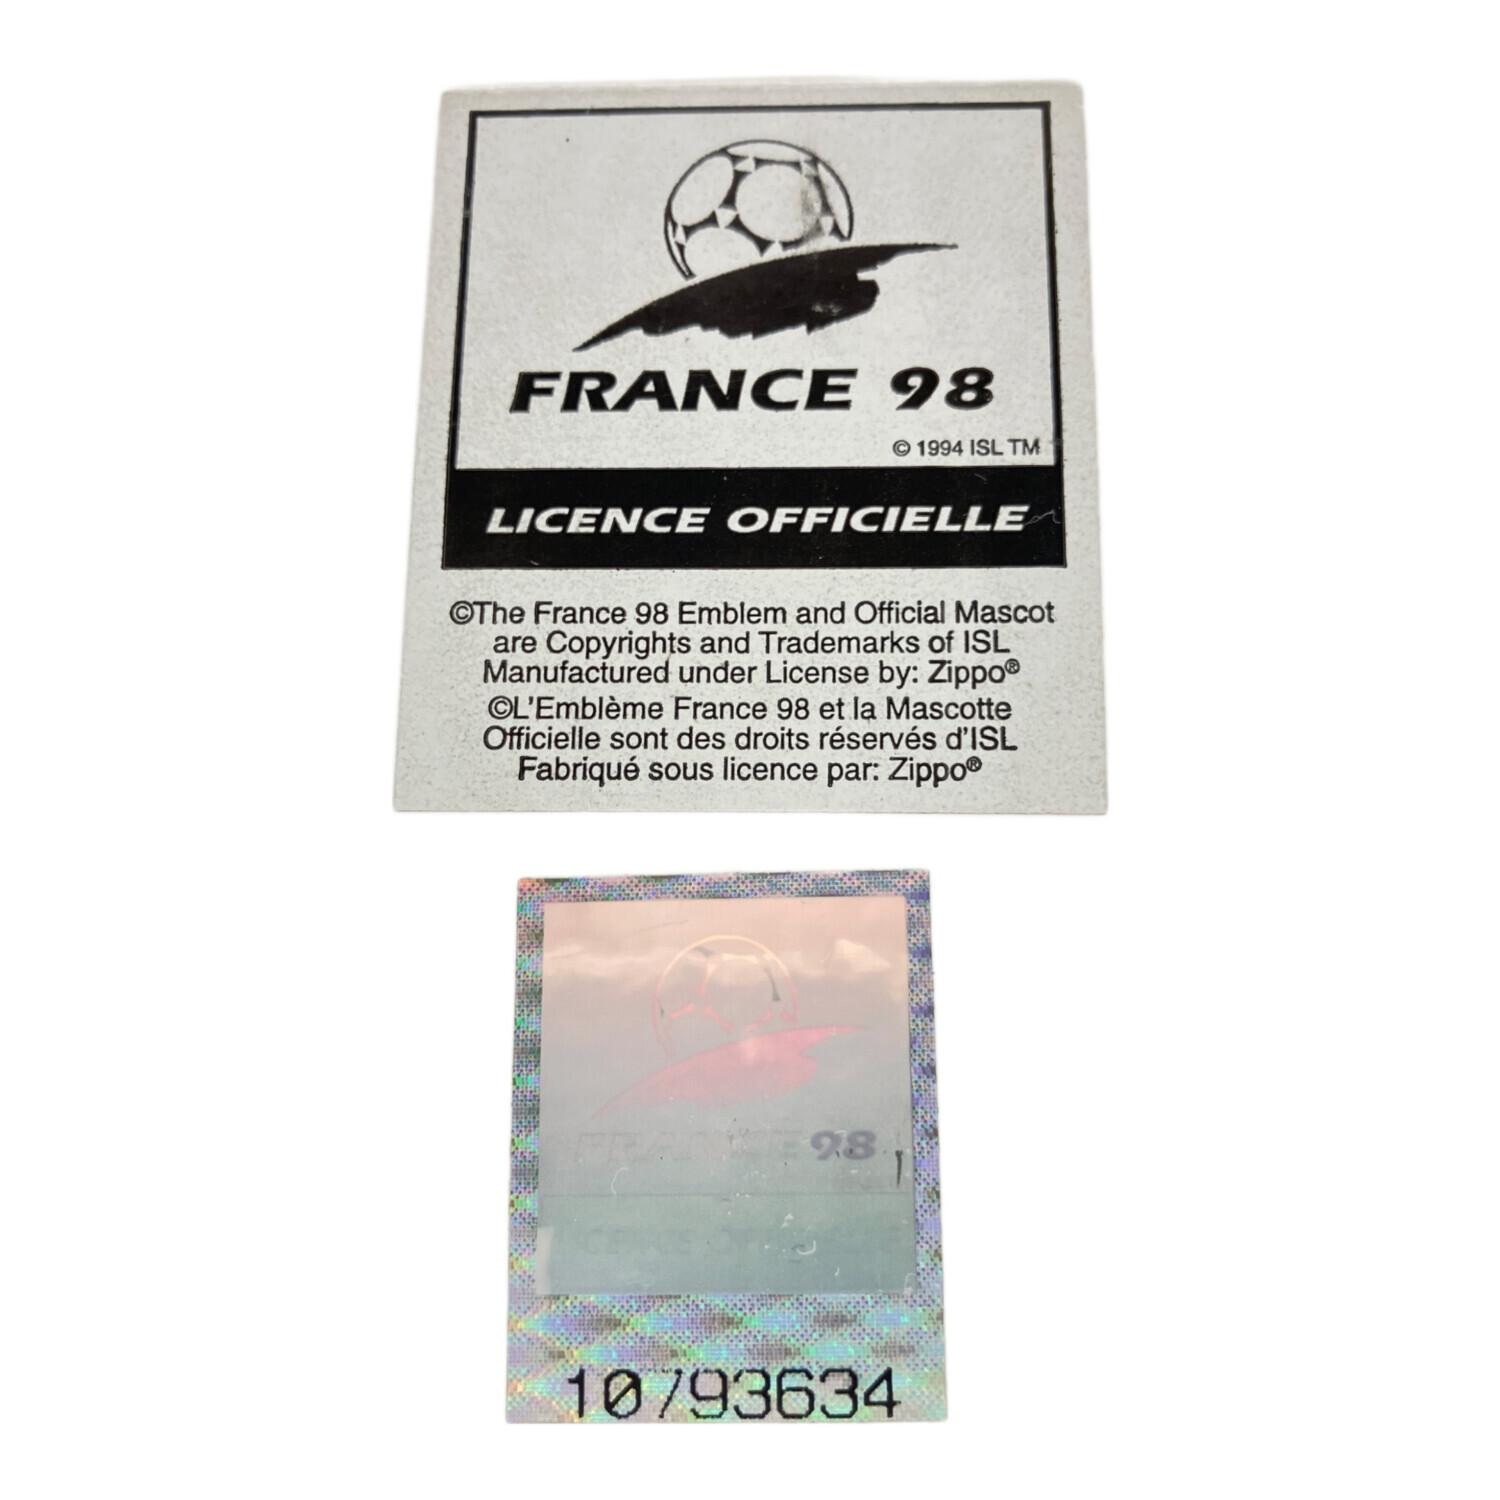 FRANCE 98
© 1994 ISL TM
LICENCE OFFICIELLE
©The France 98 Emblem and Official Mascot
are Copyrights and Trademarks of ISL
Manufactured under License by: Zippo®
©L'Emblème France 98 et la Mascotte
Officielle sont des droits réservés d'ISL
Fabriqué sous licence par: Zippo®
FRANCE 98
10793634